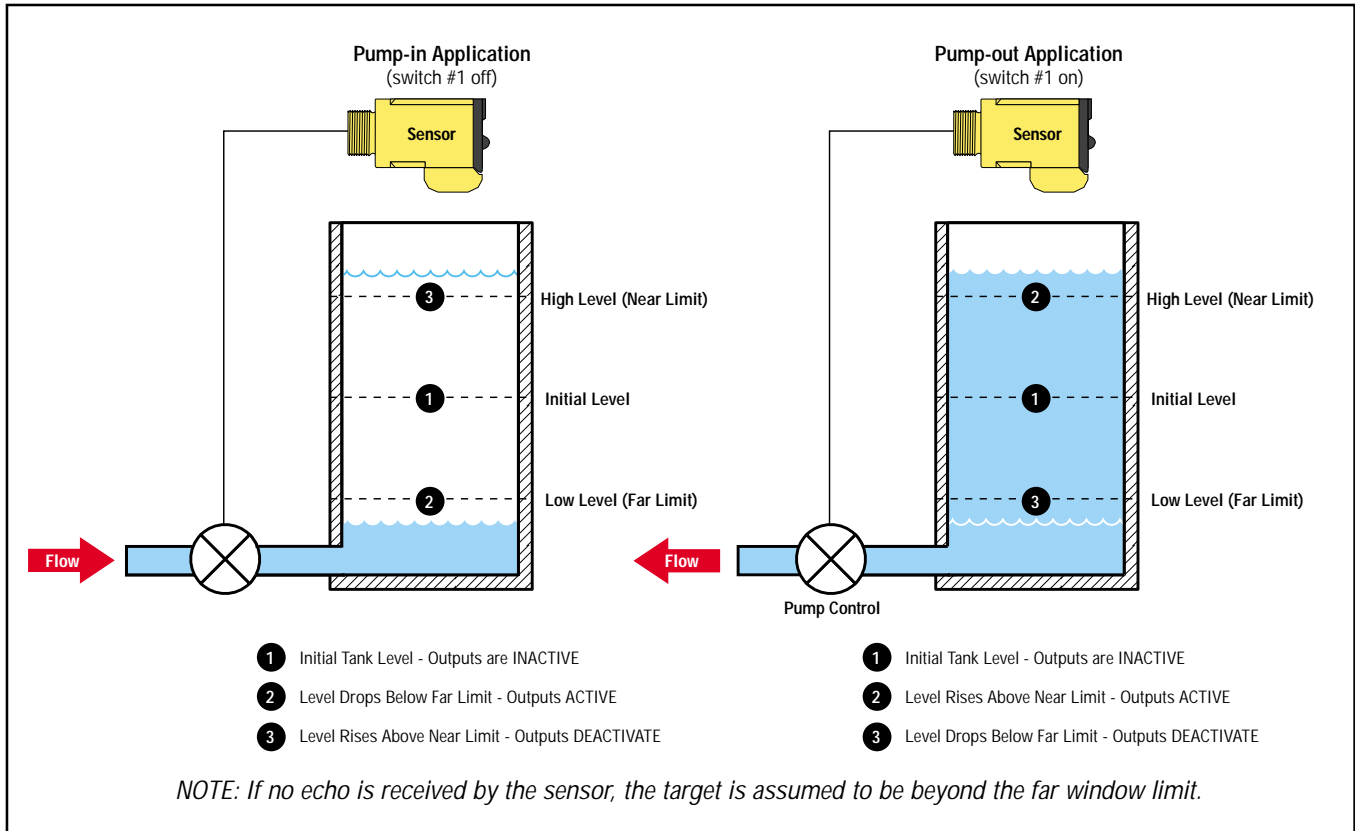 Pump-in Application
(switch #1 off)
Sensor
3
High Level (Near Limit)
1
Initial Level
2
Low Level (Far Limit)
Flow
1 Initial Tank Level - Outputs are INACTIVE
2 Level Drops Below Far Limit - Outputs ACTIVE
3 Level Rises Above Near Limit - Outputs DEACTIVATE
Pump-out Application
(switch #1 on)
Sensor
2
High Level (Near Limit)
1
Initial Level
3
Low Level (Far Limit)
Flow
Pump Control
1 Initial Tank Level - Outputs are INACTIVE
2 Level Rises Above Near Limit - Outputs ACTIVE
3 Level Drops Below Far Limit - Outputs DEACTIVATE
NOTE: If no echo is received by the sensor, the target is assumed to be beyond the far window limit.